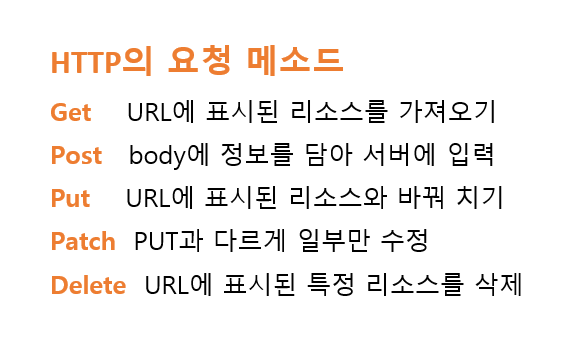 HTTP의 요청 메소드
Get URL에 표시된 리소스를 가져오기
Post body에 정보를 담아 서버에 입력
Put URL에 표시된 리소스와 바꿔 치기
Patch PUT과 다르게 일부만 수정
Delete URL에 표시된 특정 리소스를 삭제